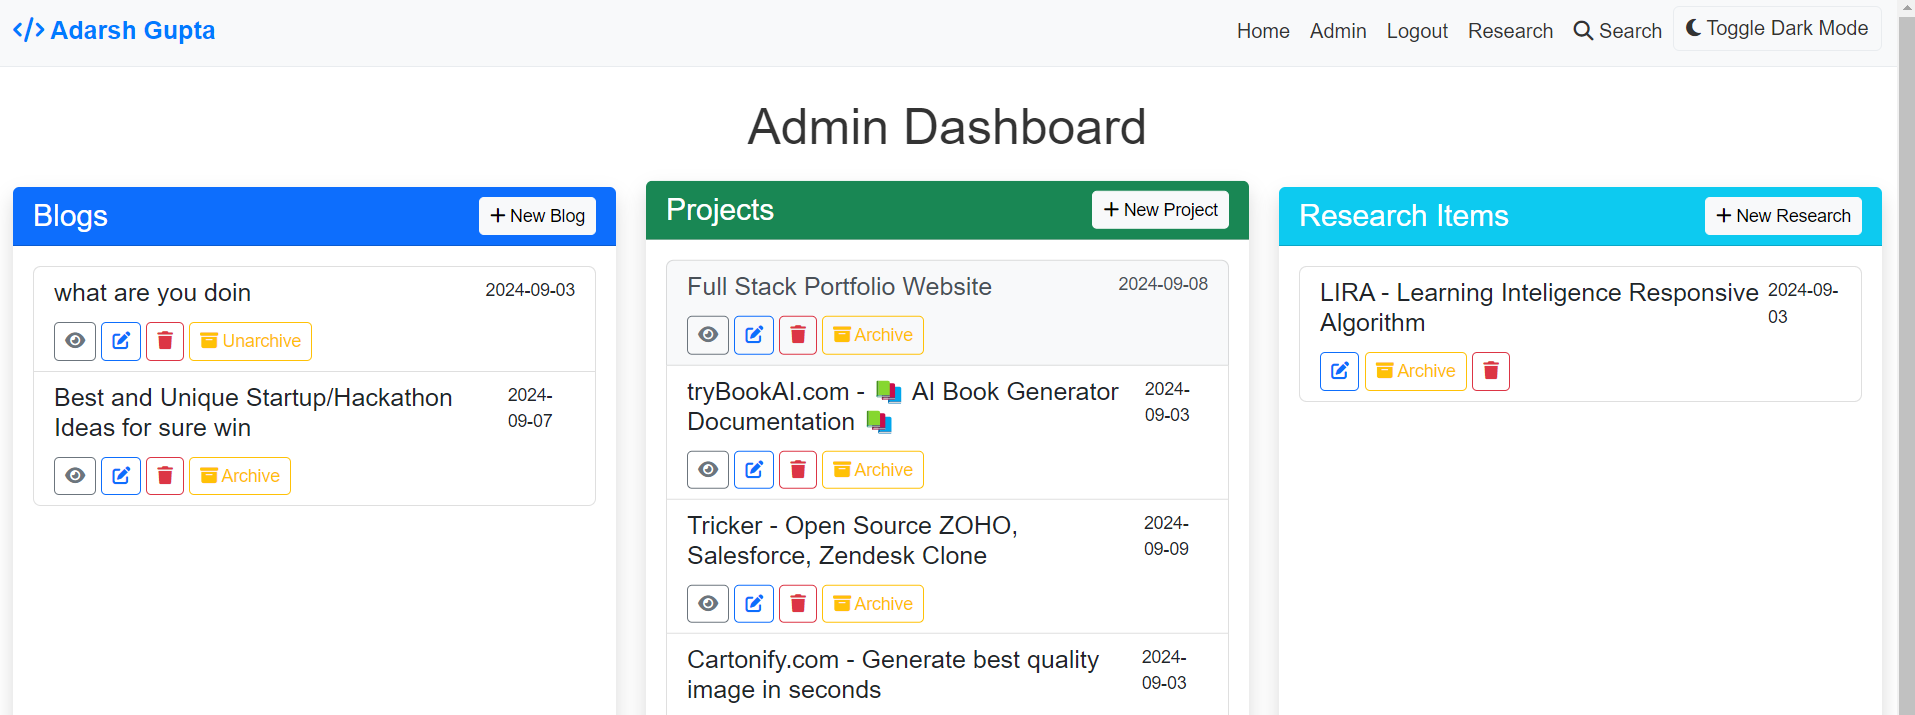 </> Adarsh Gupta
Home Admin Logout Research Search Toggle Dark Mode
Admin Dashboard
Blogs
+ New Blog
what are you doin
2024-09-03
Unarchive
Best and Unique Startup/Hackathon
Ideas for sure win
2024-
09-07
Archive
Projects
+ New Project
Full Stack Portfolio Website
2024-09-08
Archive
tryBookAI.com - 📚 AI Book Generator
Documentation 📚
2024-
09-03
Archive
Tricker - Open Source ZOHO,
Salesforce, Zendesk Clone
2024-
09-09
Archive
Cartonify.com - Generate best quality
image in seconds
2024-
09-03
Research Items
+ New Research
LIRA - Learning Inteligence Responsive
Algorithm
2024-09-
03
Archive